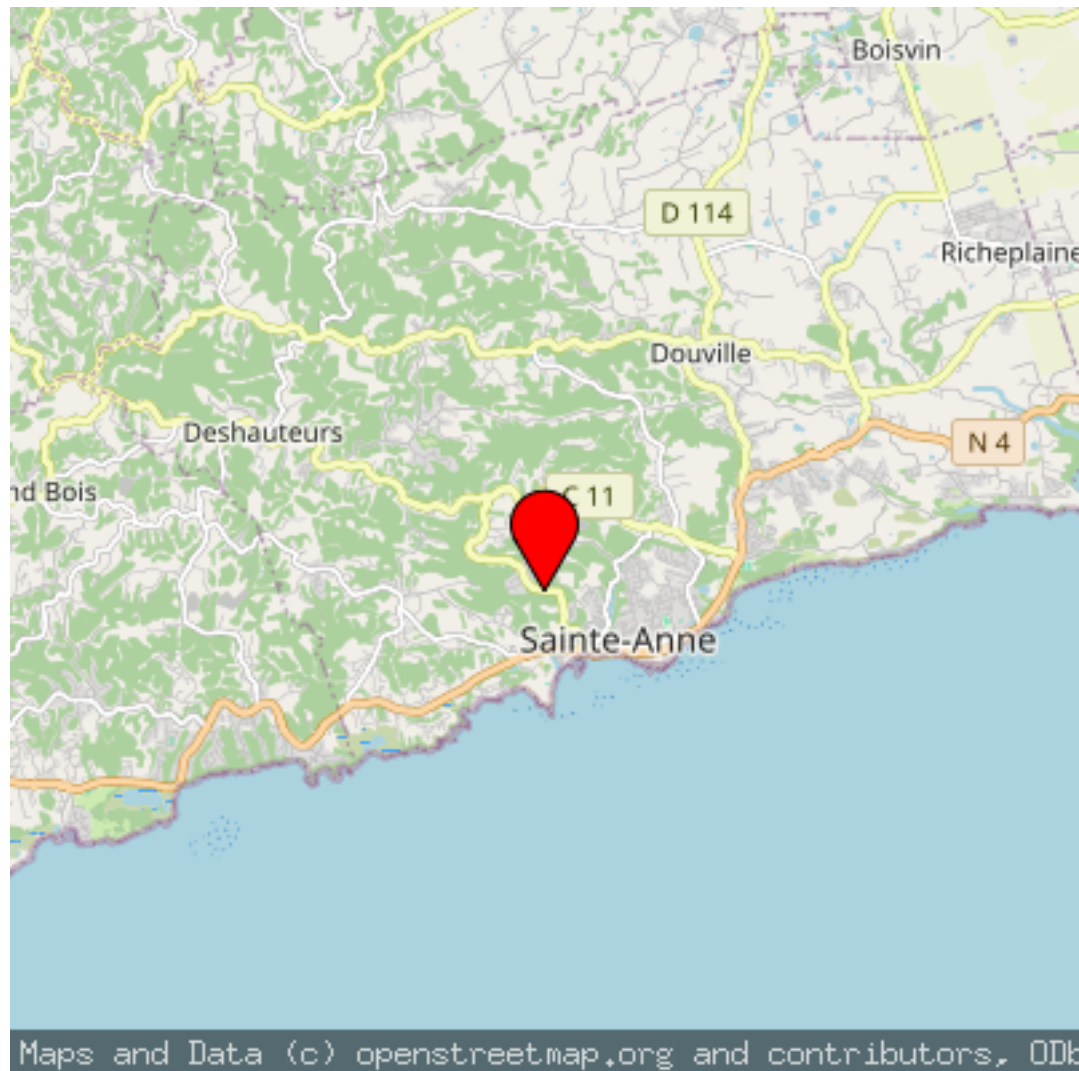 Boisvin
D 114
Richeplaine
Douville
Deshauteurs
N 4
nd Bois
C 11
Sainte-Anne
Maps and Data (c) openstreetmap.org and contributors, ODb